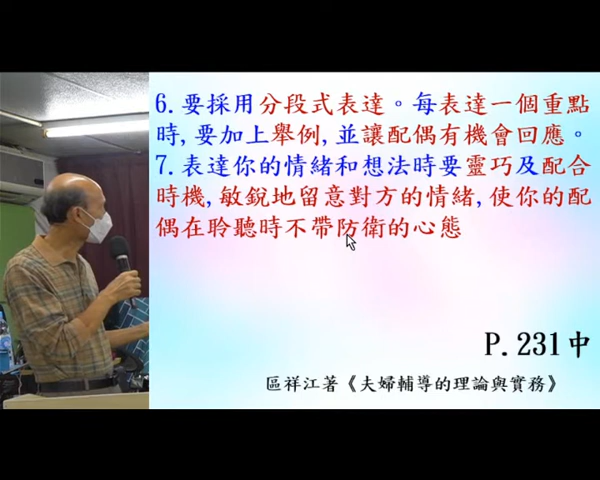 6.要採用分段式表達。每表達一個重點
時,要加上舉例,並讓配偶有機會回應。
7.表達你的情緒和想法時要靈巧及配合
時機,敏銳地留意對方的情緒,使你的配
偶在聆聽時不帶防衛的心態
P.231中
區祥江著《夫婦輔導的理論與實務》